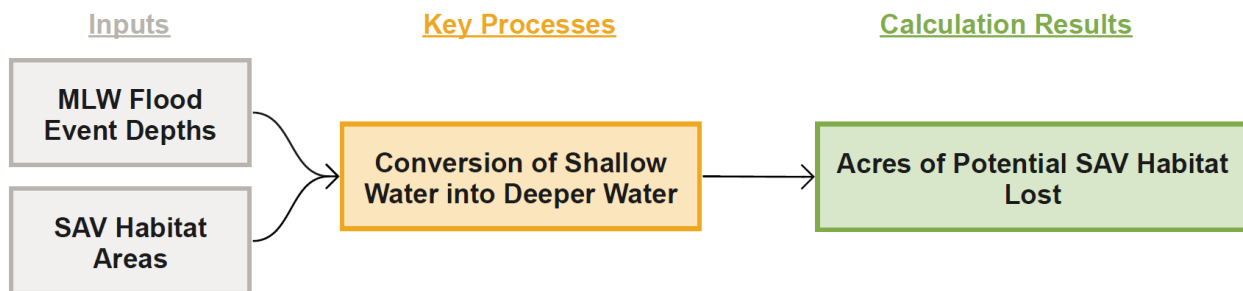 Inputs
Key Processes
Calculation Results
MLW Flood
Event Depths
SAV Habitat
Areas
Conversion of Shallow
Water into Deeper Water
Acres of Potential SAV Habitat
Lost